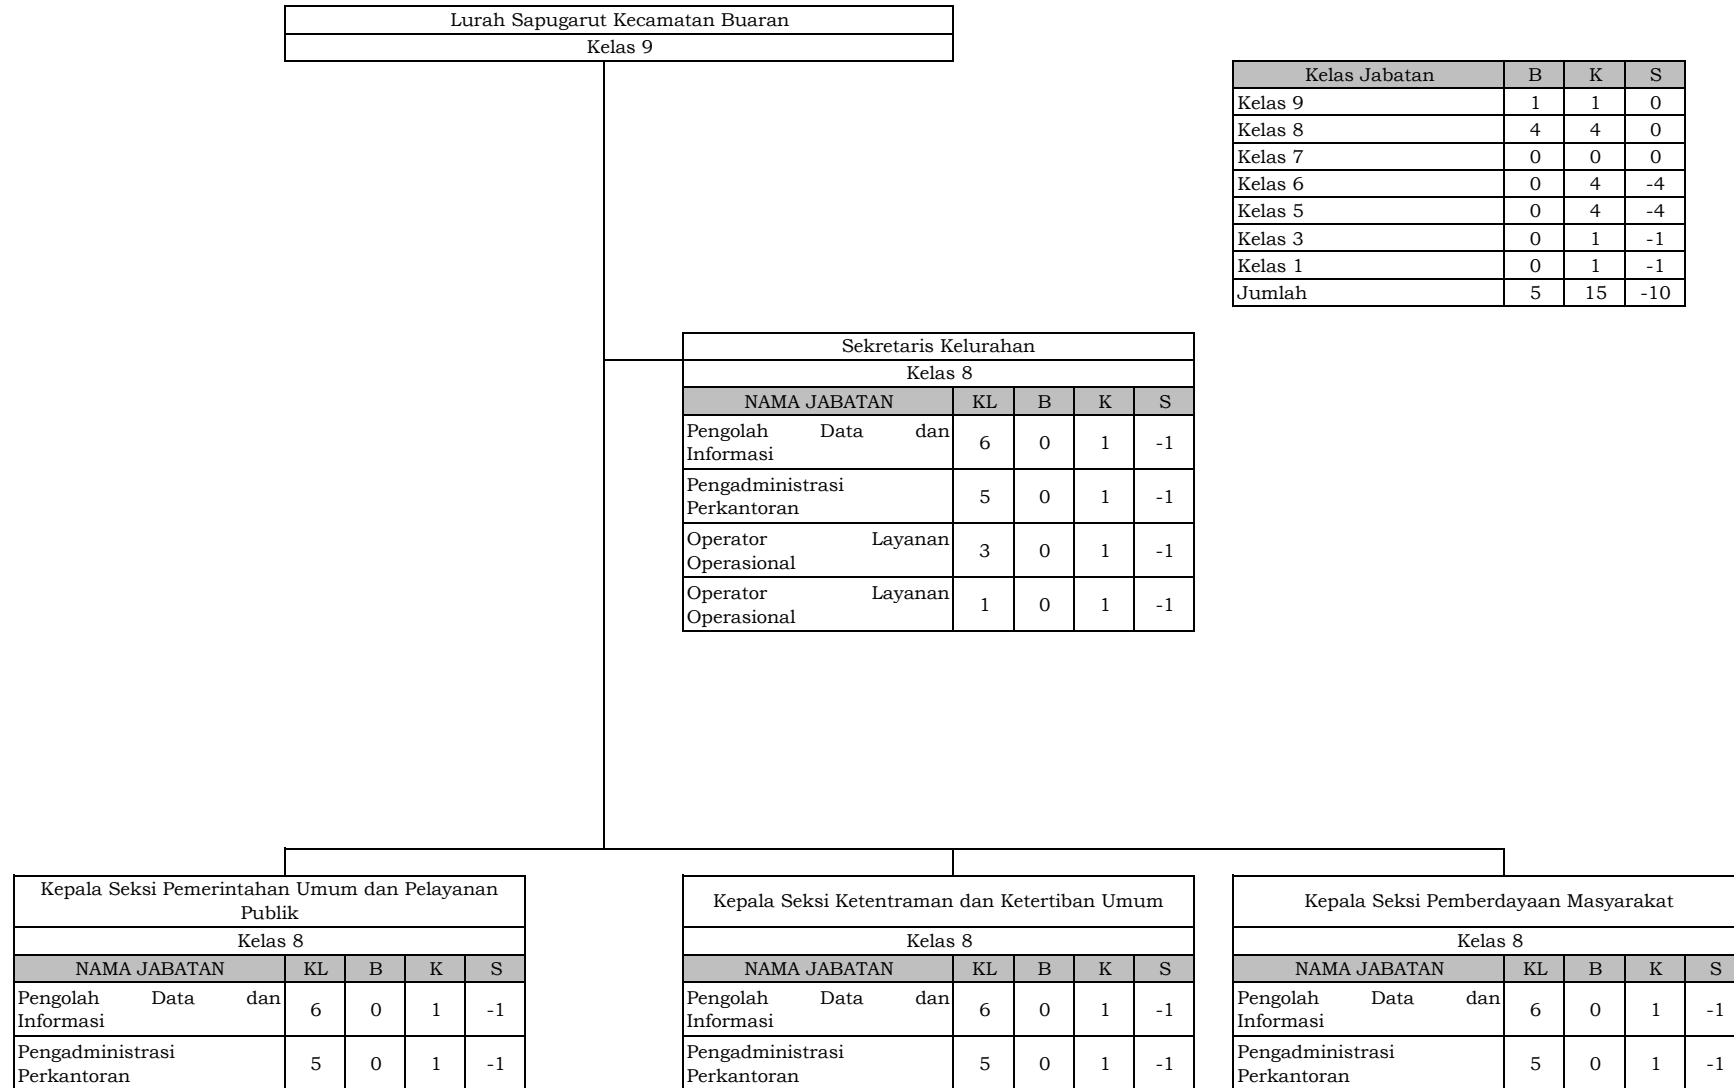 Lurah Sapugarut Kecamatan Buaran
Kelas 9
Kelas Jabatan B K S
Kelas 9 1 1 0
Kelas 8 4 4 0
Kelas 7 0 0 0
Kelas 6 0 4 -4
Kelas 5 0 4 -4
Kelas 3 0 1 -1
Kelas 1 0 1 -1
Jumlah 5 15 -10
Sekretaris Kelurahan
Kelas 8
NAMA JABATAN KL B K S
Pengolah Data dan
Informasi 6 0 1 -1
Pengadministrasi
Perkantoran 5 0 1 -1
Operator Layanan
Operasional 3 0 1 -1
Operator Layanan
Operasional 1 0 1 -1
Kepala Seksi Pemerintahan Umum dan Pelayanan
Publik
Kelas 8
NAMA JABATAN KL B K S
Pengolah Data dan
Informasi 6 0 1 -1
Pengadministrasi
Perkantoran 5 0 1 -1
Kepala Seksi Ketentraman dan Ketertiban Umum
Kelas 8
NAMA JABATAN KL B K S
Pengolah Data dan
Informasi 6 0 1 -1
Pengadministrasi
Perkantoran 5 0 1 -1
Kepala Seksi Pemberdayaan Masyarakat
Kelas 8
NAMA JABATAN KL B K S
Pengolah Data dan
Informasi 6 0 1 -1
Pengadministrasi
Perkantoran 5 0 1 -1